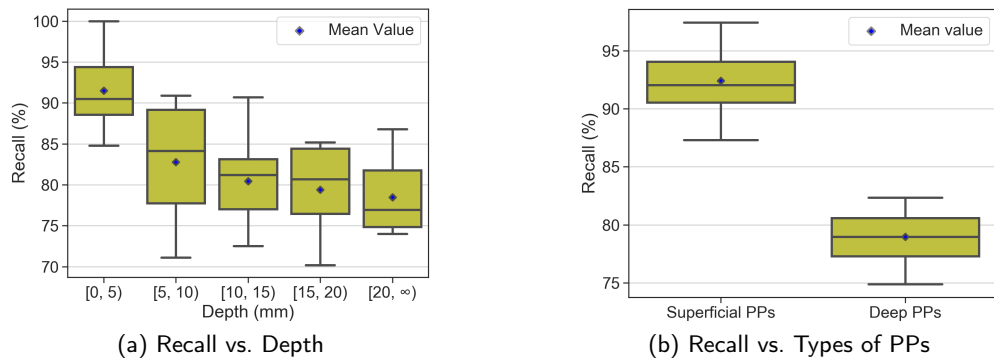 Mean Value
100
95
90
85
80
75
70
Recall (%)
[0, 5)
[5, 10)
[10, 15)
[15, 20)
[20, ∞)
Depth (mm)
(a) Recall vs. Depth
Mean value
95
90
85
80
75
Recall (%)
Superficial PPs
Deep PPs
(b) Recall vs. Types of PPs